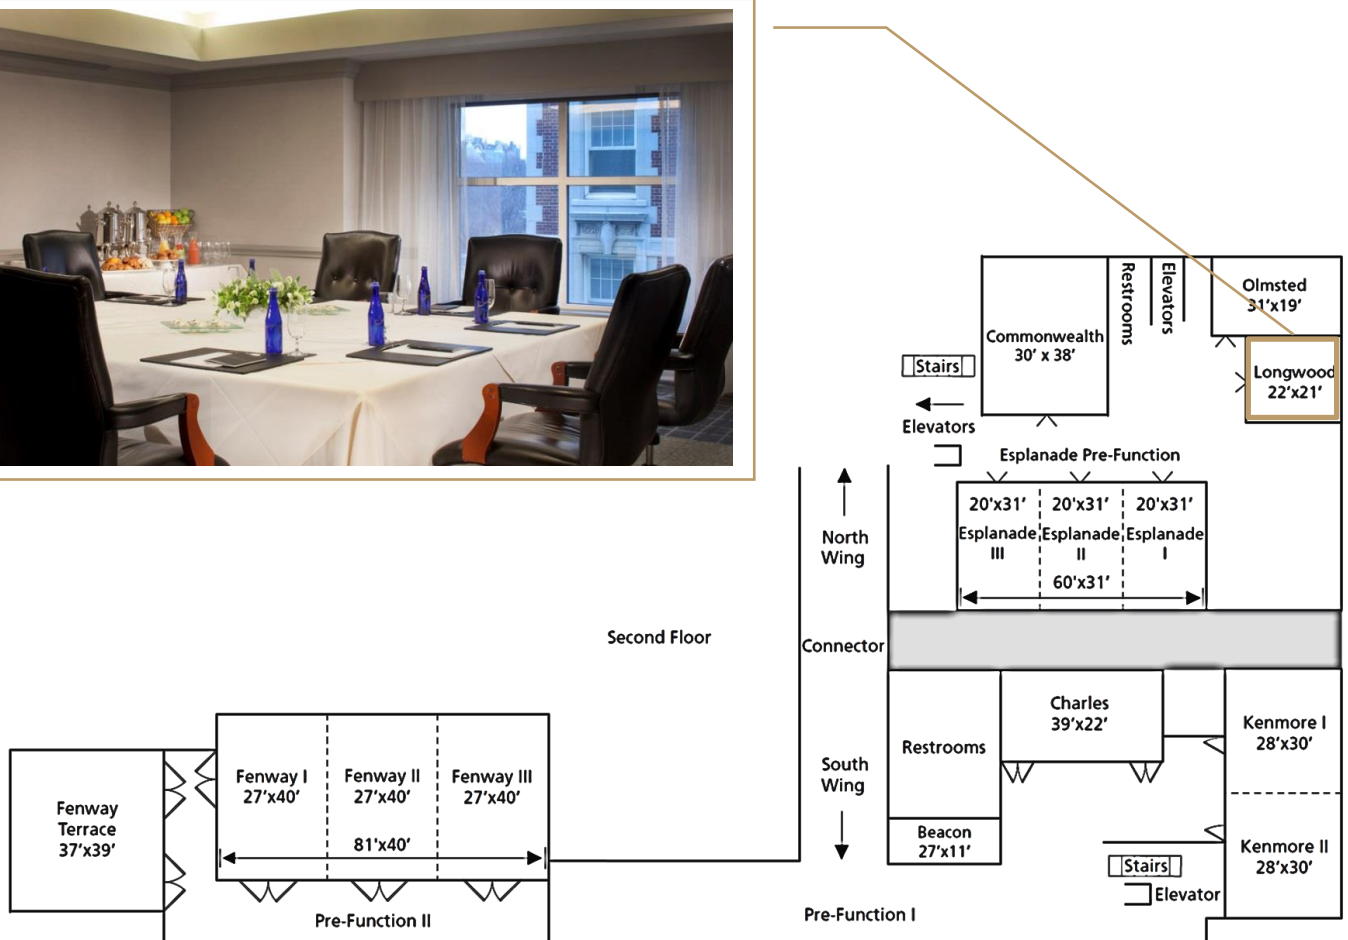 Restrooms
Elevators
Olmsted
31’x19’
Commonwealth
30’ x 38’
Longwood
22’x21’
Stairs
Elevators
Esplanade Pre-Function
20'x31’
Esplanade
III
20'x31’
Esplanade
II
20'x31’
Esplanade
I
60'x31’
North
Wing
Second Floor
Connector
Charles
39’x22’
Kenmore I
28’x30’
Restrooms
South
Wing
Fenway I
27’x40’
Fenway II
27’x40’
Fenway III
27’x40’
81'x40’
Fenway
Terrace
37’x39’
Beacon
27’x11’
Kenmore II
28’x30’
Stairs
Elevator
Pre-Function II
Pre-Function I